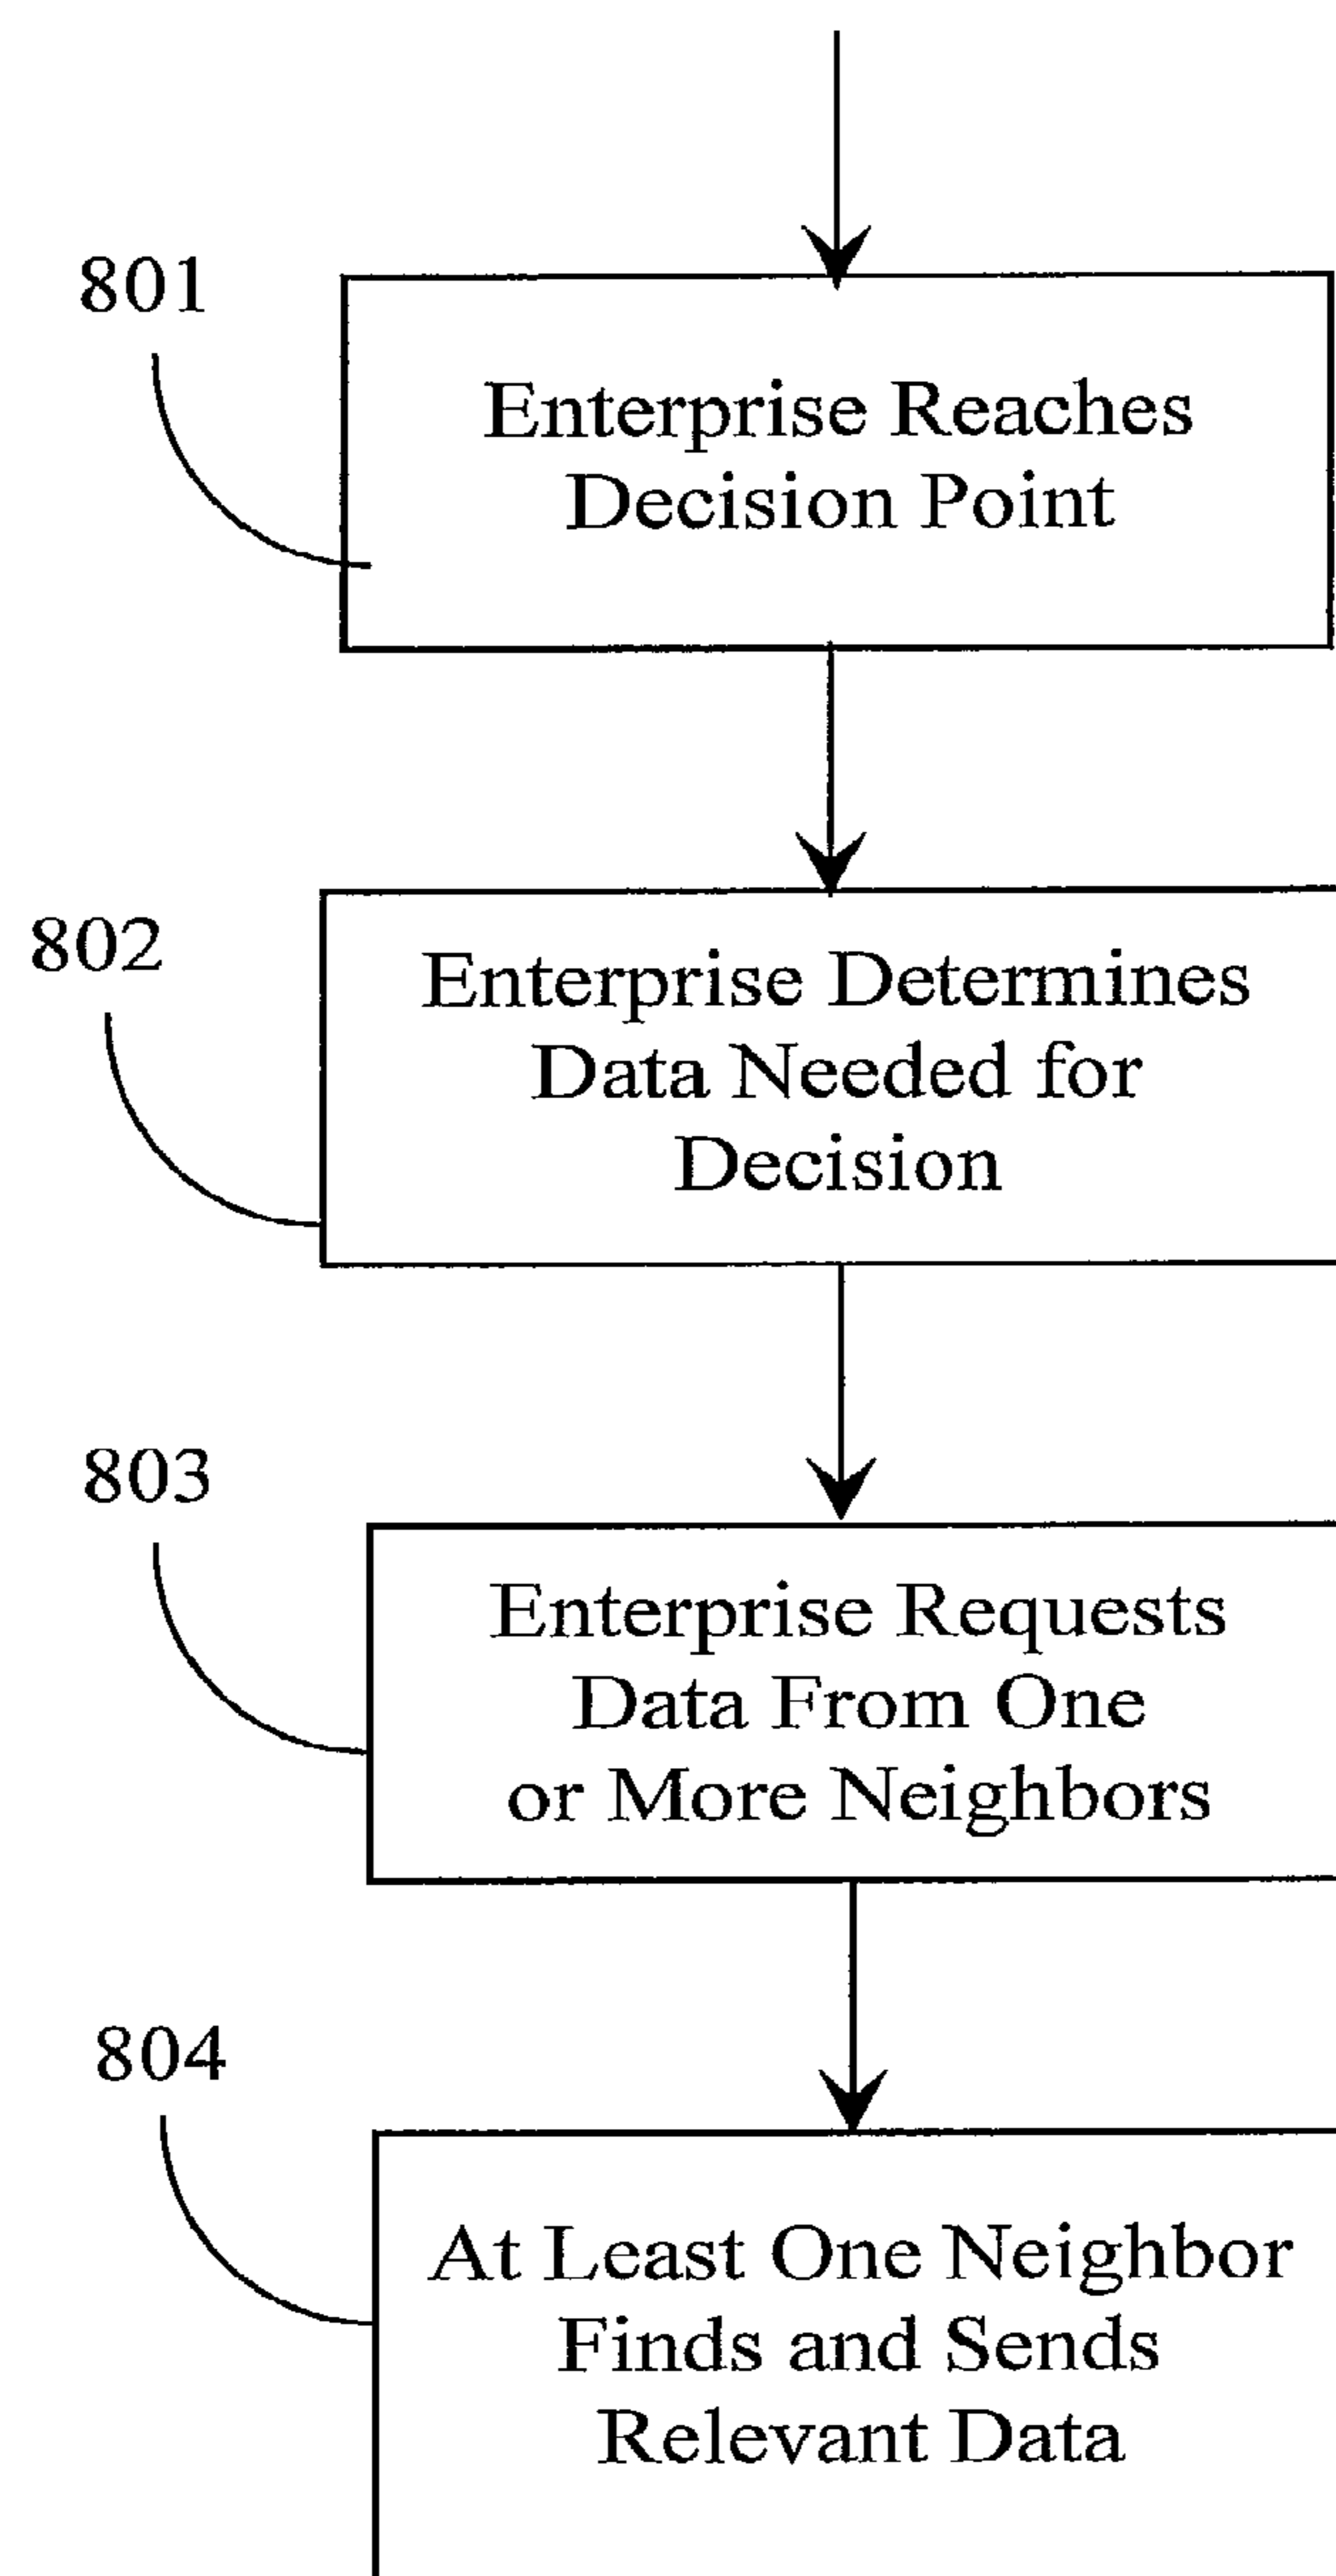 801
Enterprise Reaches
Decision Point
802
Enterprise Determines
Data Needed for
Decision
803
Enterprise Requests
Data From One
or More Neighbors
804
At Least One Neighbor
Finds and Sends
Relevant Data